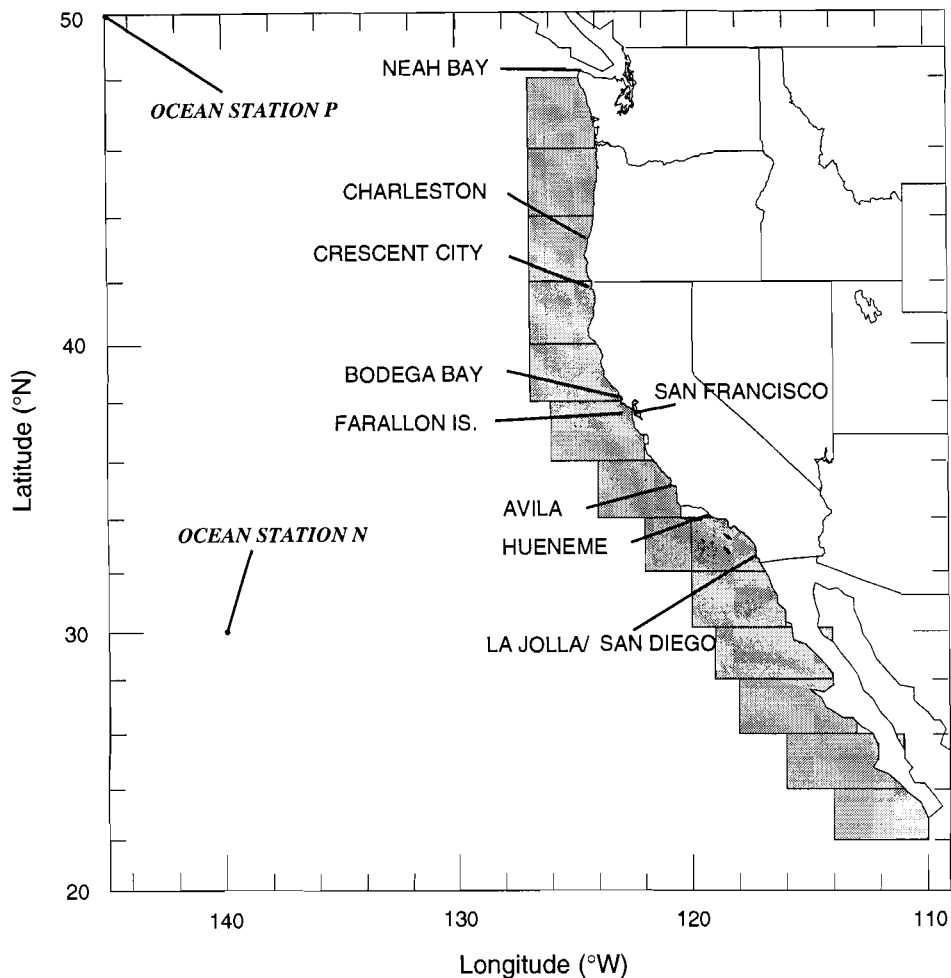 50
NEAH BAY
OCEAN STATION P
CHARLESTON
CRESCENT CITY
40
BODEGA BAY
SAN FRANCISCO
FARALLON IS.
Latitude (°N)
AVILA
OCEAN STATION N
HUENEME
30
LA JOLLA/ SAN DIEGO
20
140 130 120 110
Longitude (°W)